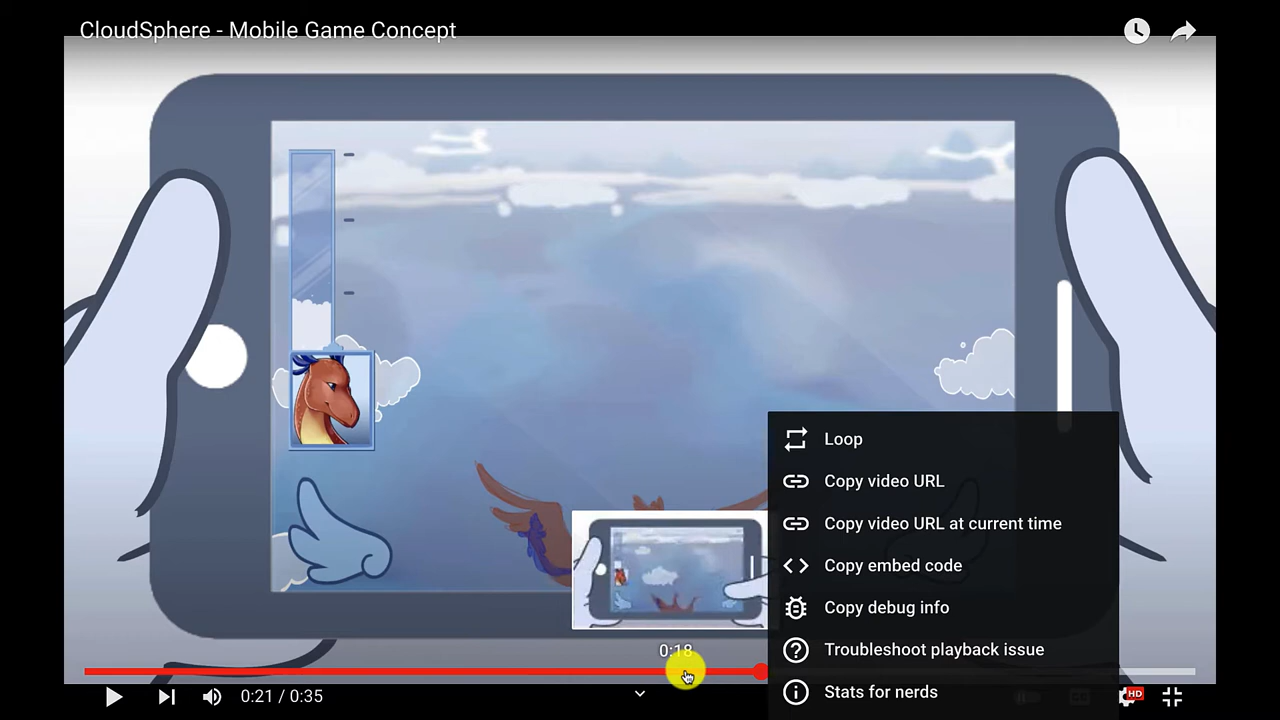 CloudSphere - Mobile Game Concept
Loop
Copy video URL
Copy video URL at current time
Copy embed code
Copy debug info
Troubleshoot playback issue
Stats for nerds
0:18
0:21 / 0:35
HD